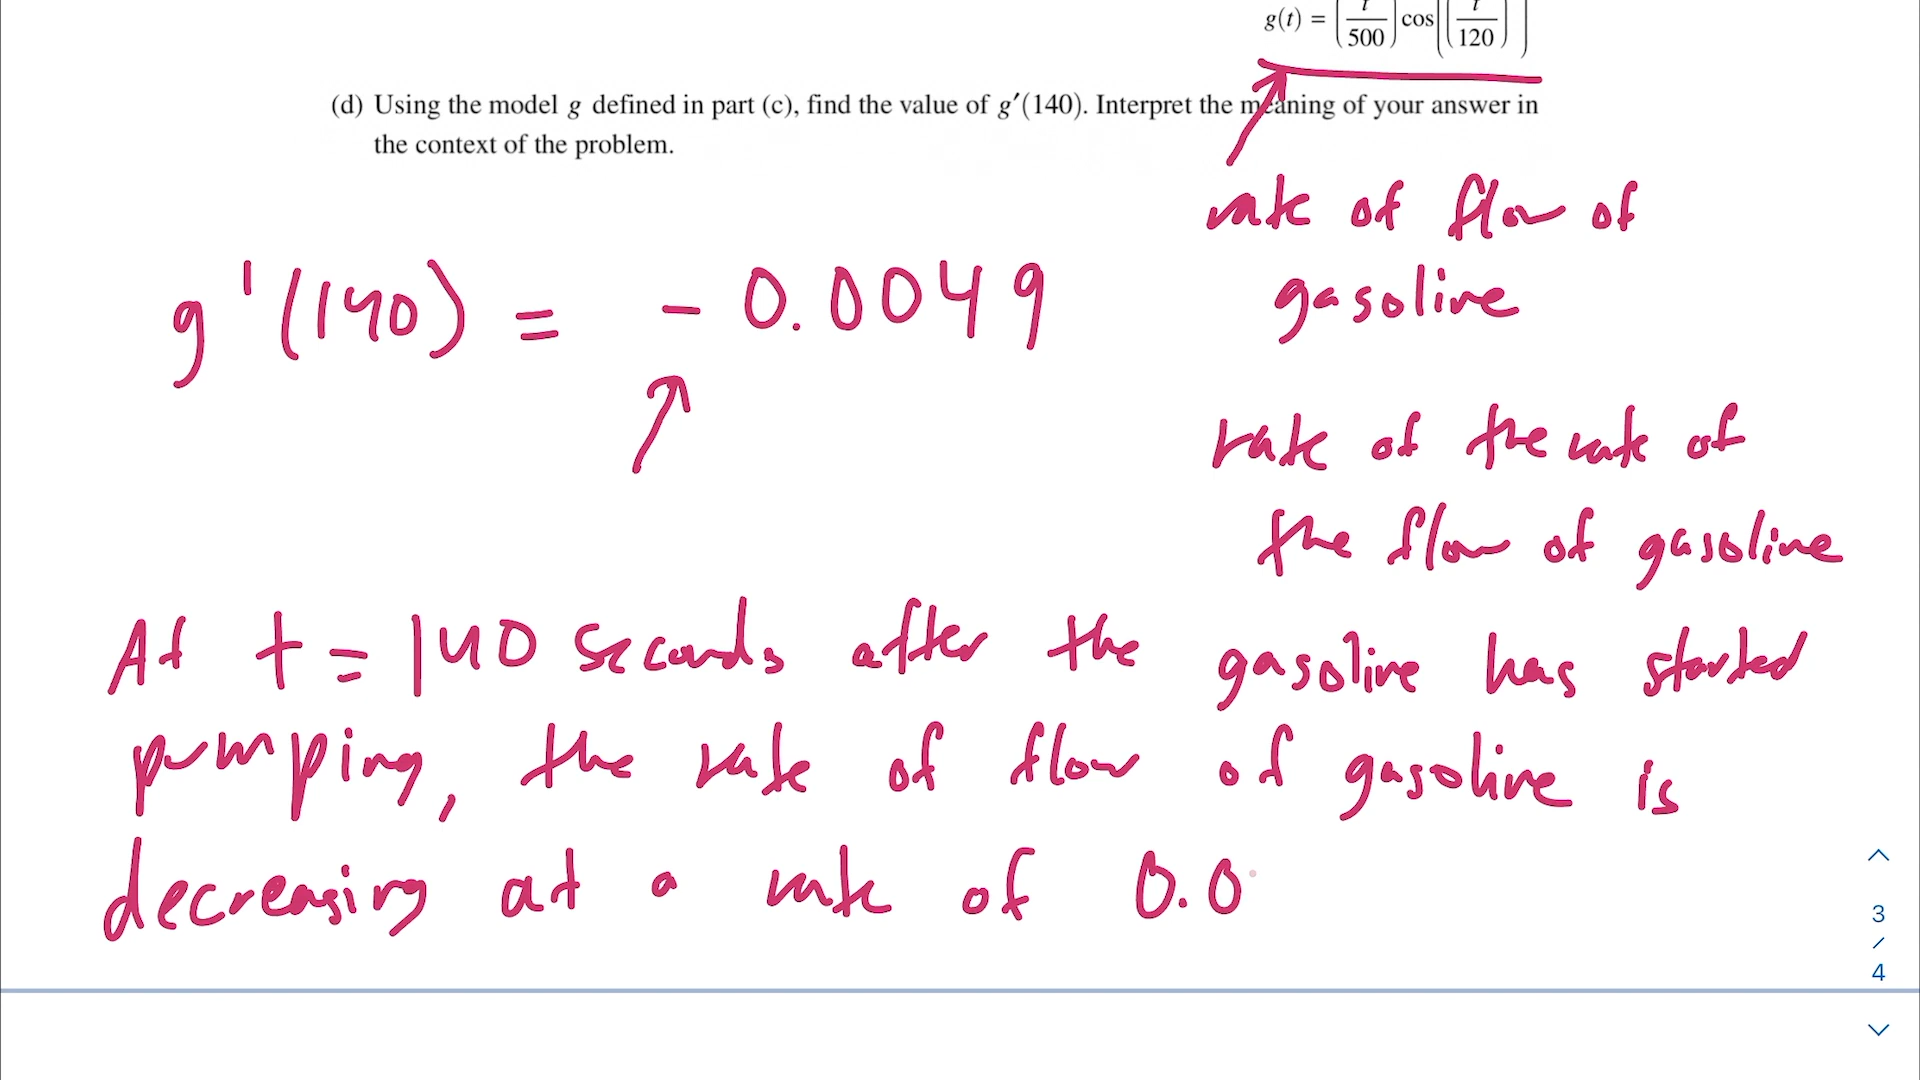 g(t) = (t/500) cos((t/120)
(d) Using the model g defined in part (c), find the value of g′(140). Interpret the meaning of your answer in
the context of the problem.
rate of flow of
gasoline
g'(140) = - 0.0049
rate of the rate of
the flow of gasoline
At t = 140 seconds after the gasoline has started
pumping, the rate of flow of gasoline is
decreasing at a rate of 0.0
3
/
4